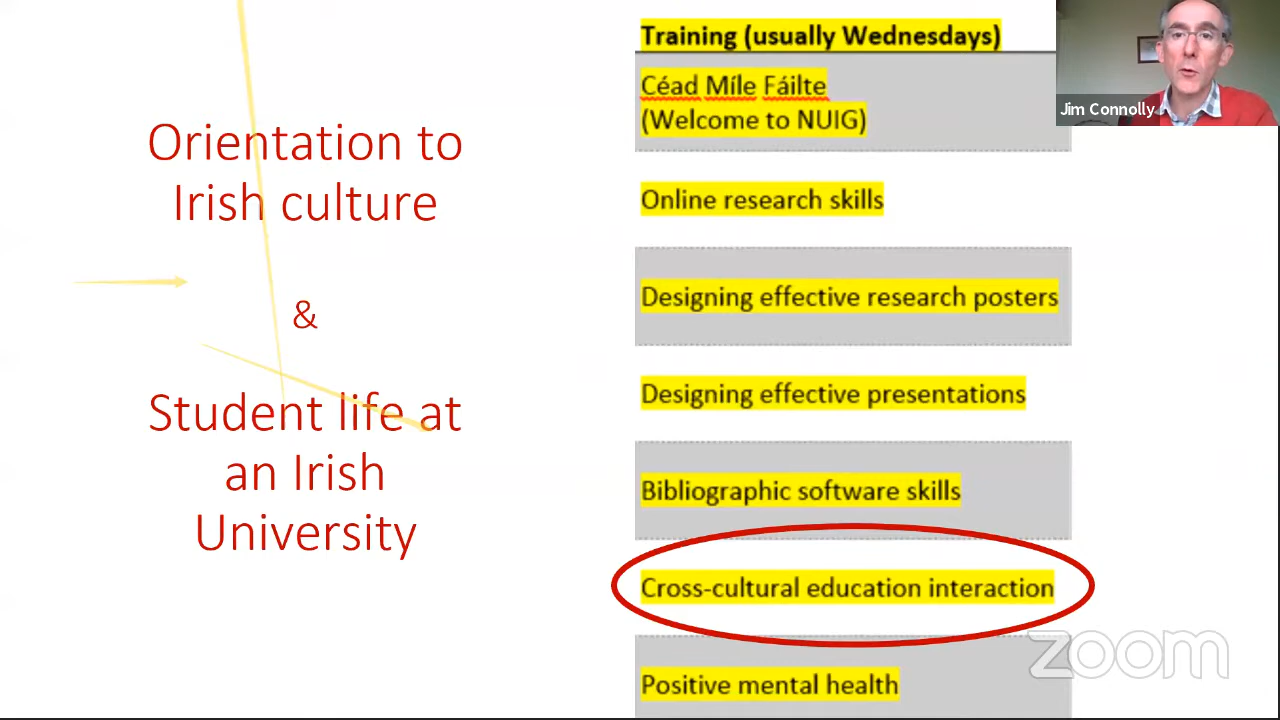 Orientation to
Irish culture
&
Student life at
an Irish
University
Training (usually Wednesdays)
Céad Míle Fáilte
(Welcome to NUIG)
Online research skills
Designing effective research posters
Designing effective presentations
Bibliographic software skills
Cross-cultural education interaction
Positive mental health
Jim Connolly
zoom